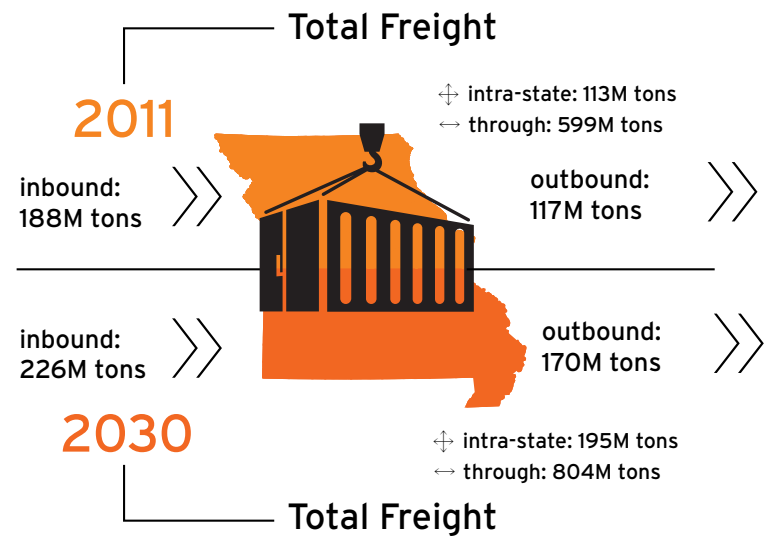 Total Freight
2011
intra-state: 113M tons
through: 599M tons
inbound:
188M tons
outbound:
117M tons
inbound:
226M tons
outbound:
170M tons
2030
intra-state: 195M tons
through: 804M tons
Total Freight